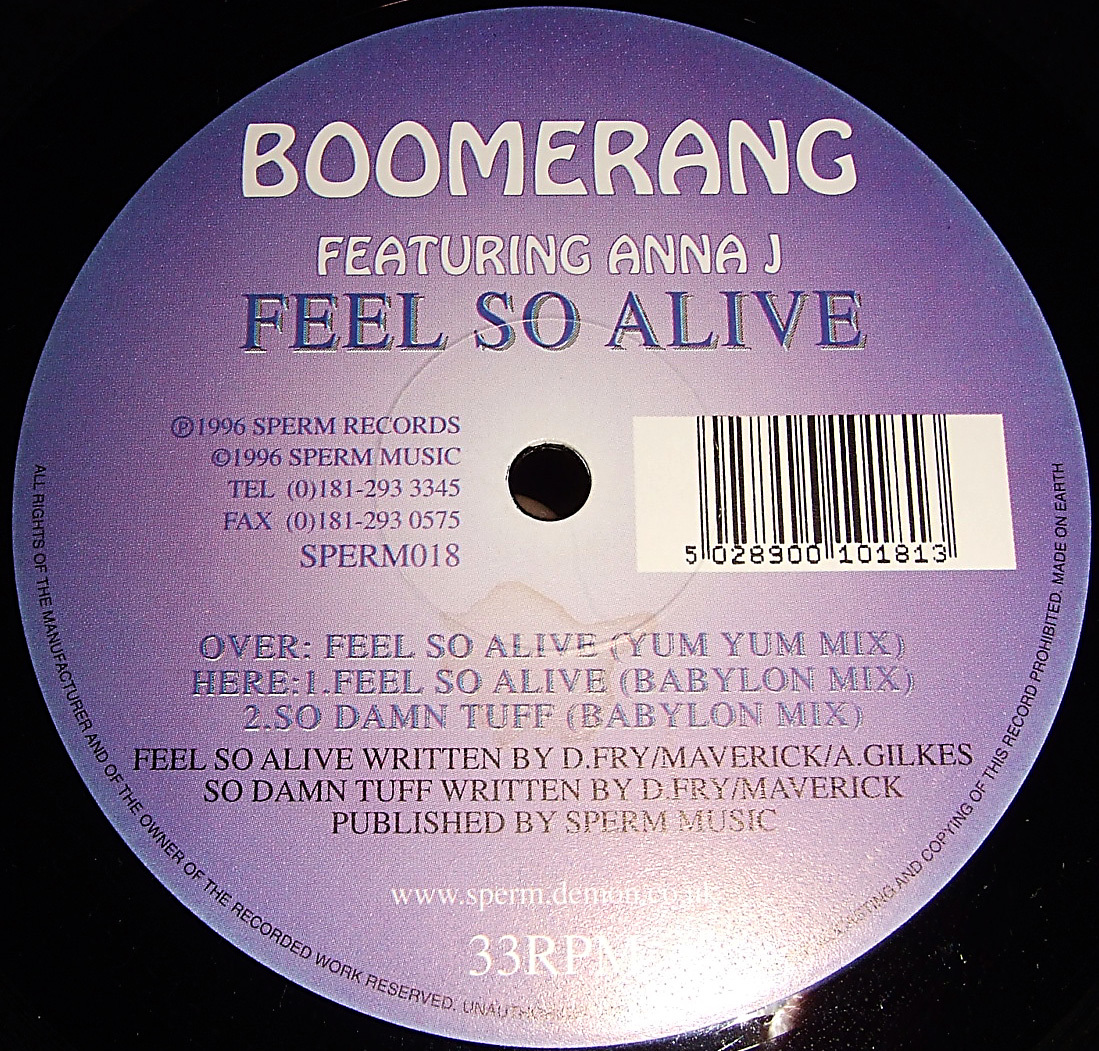 BOOMERANG
FEATURING ANNA J
FEEL SO ALIVE
℗1996 SPERM RECORDS
©1996 SPERM MUSIC
TEL (0)181-293 3345
FAX (0)181-293 0575
SPERM018
5 028900 101813
OVER: FEEL SO ALIVE (YUM YUM MIX)
HERE:1.FEEL SO ALIVE (BABYLON MIX)
2.SO DAMN TUFF (BABYLON MIX)
FEEL SO ALIVE WRITTEN BY D.FRY/MAVERICK/A.GILKES
SO DAMN TUFF WRITTEN BY D.FRY/MAVERICK
PUBLISHED BY SPERM MUSIC
www.sperm.demon.co.uk
33RPM
ALL RIGHTS OF THE MANUFACTURER AND OF THE OWNER OF THE RECORDED WORK RESERVED. AND COPYING OF THIS RECORD PROHIBITED. MADE ON EARTH